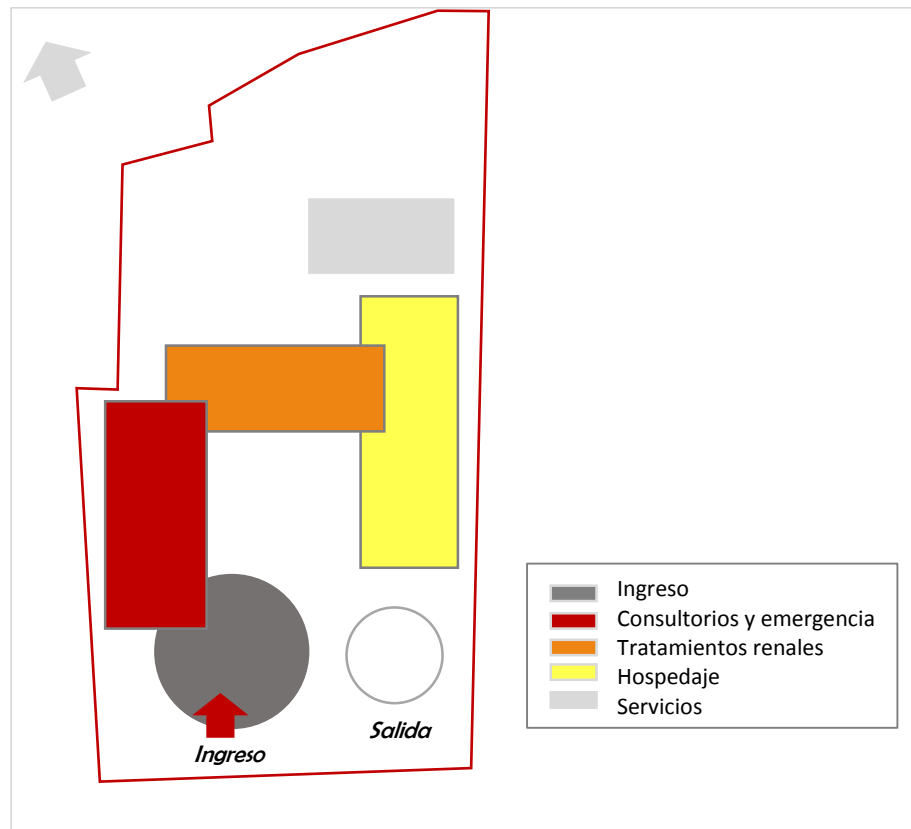 Ingreso
Consultorios y emergencia
Tratamientos renales
Hospedaje
Servicios
Salida
Ingreso